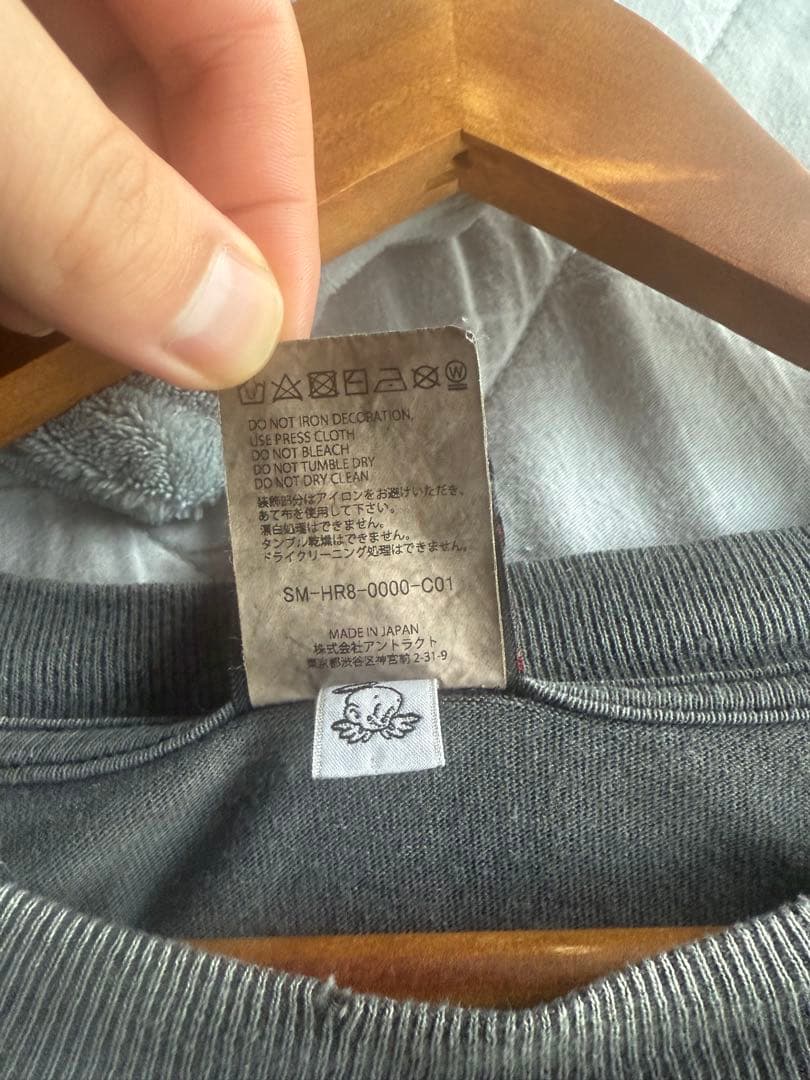 W
DO NOT IRON DECORATION,
USE PRESS CLOTH
DO NOT BLEACH
DO NOT TUMBLE DRY
DO NOT DRY CLEAN
装飾部分はアイロンをお避けいただき、
あて布を使用して下さい。
漂白処理はできません。
タンブル乾燥はできません。
ドライクリーニング処理はできません。
SM-HR8-0000-C01
MADE IN JAPAN
株式会社アントラクト
東京都渋谷区神宮前 2-31-9